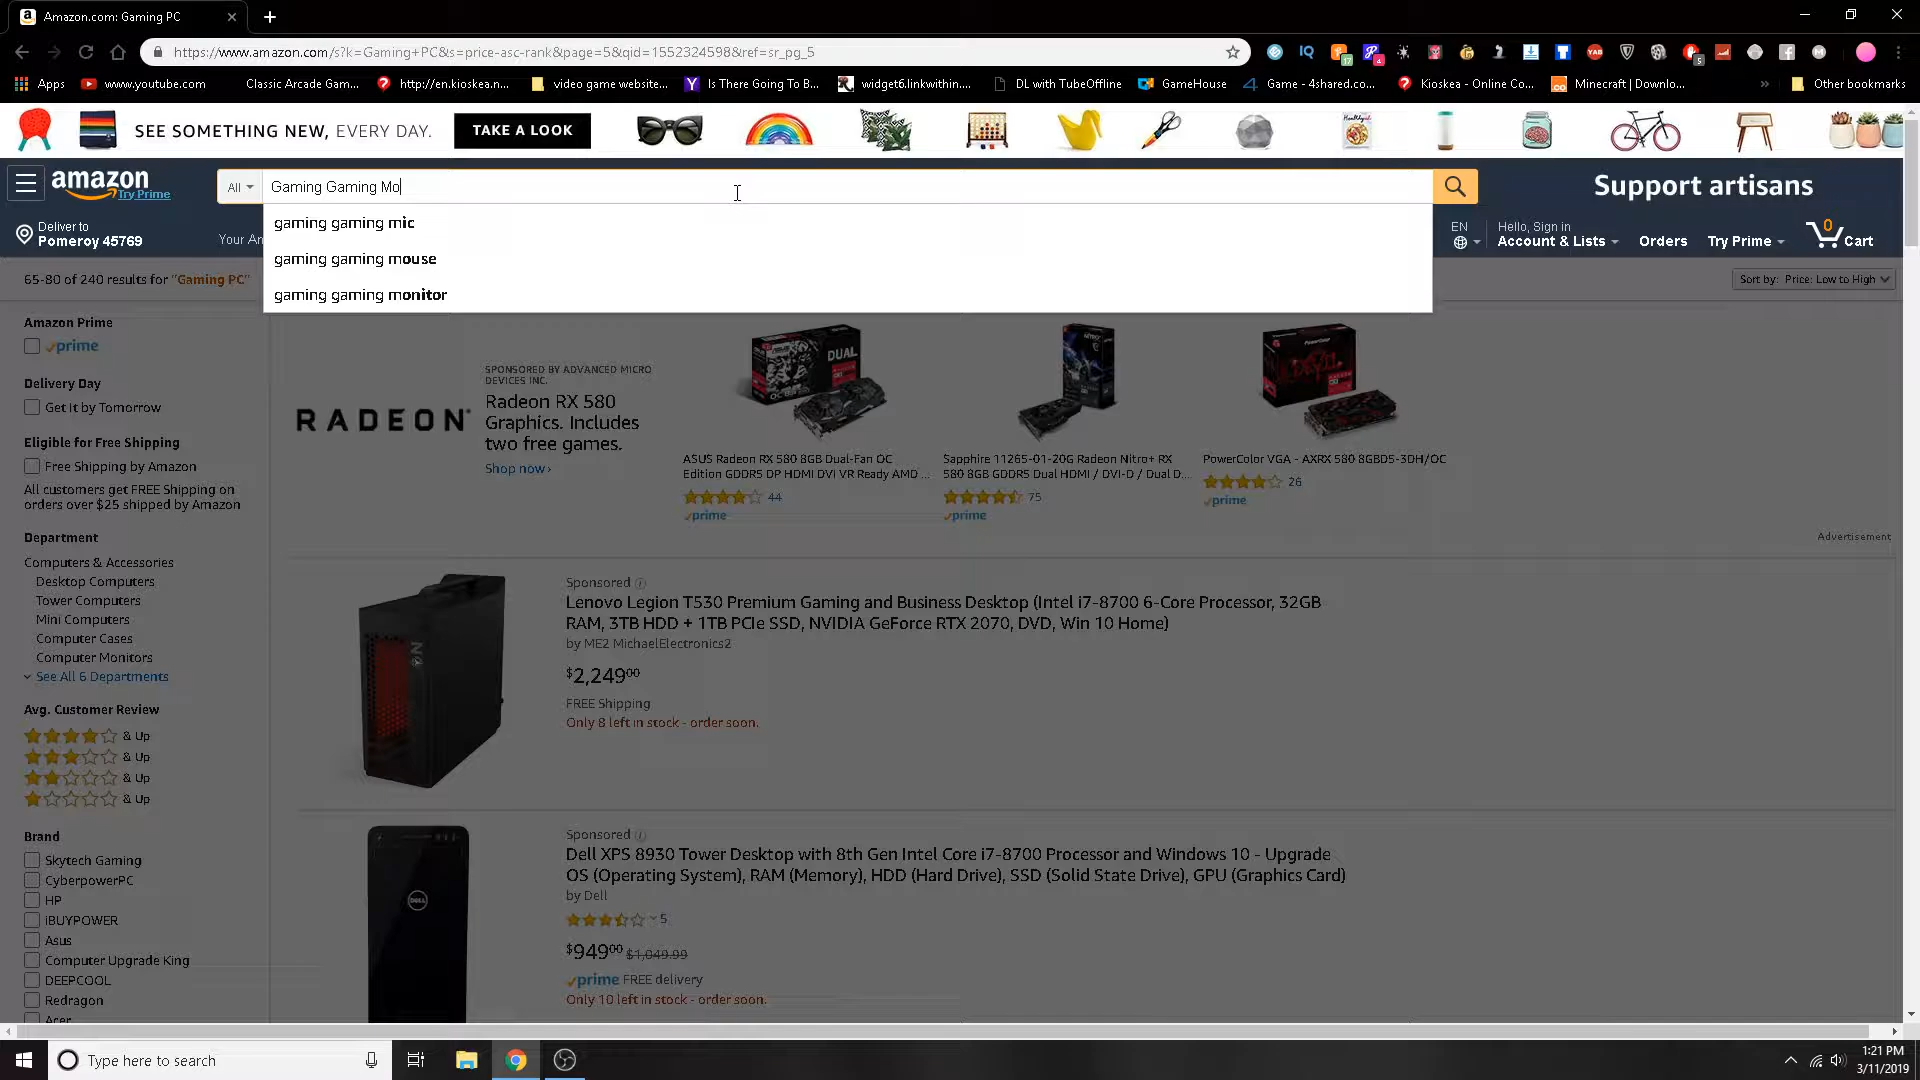 Amazon.com: Gaming PC
https://www.amazon.com/s?k=Gaming+PC&s=price-asc-rank&page=5&qid=1552324598&ref=sr_pg_5
Apps www.youtube.com Classic Arcade Gam... http://en.kioskea.n... video game website... Is There Going To B... widget6.linkwithin.... DL with TubeOffline GameHouse Game - 4shared.co... Kioskea - Online Co... Minecraft | Downlo... » Other bookmarks
SEE SOMETHING NEW, EVERY DAY. TAKE A LOOK
amazon
Try Prime
All Gaming Gaming Mo
Support artisans
gaming gaming mic
gaming gaming mouse
gaming gaming monitor
Deliver to
Pomeroy 45769
Your An
EN
Hello, Sign in
Account & Lists Orders Try Prime 0 Cart
65-80 of 240 results for "Gaming PC"
Sort by: Price: Low to High
Amazon Prime
prime
Delivery Day
Get It by Tomorrow
Eligible for Free Shipping
Free Shipping by Amazon
All customers get FREE Shipping on
orders over $25 shipped by Amazon
Department
Computers & Accessories
Desktop Computers
Tower Computers
Mini Computers
Computer Cases
Computer Monitors
See All 6 Departments
Avg. Customer Review
& Up
& Up
& Up
& Up
Brand
Skytech Gaming
CyberpowerPC
HP
iBUYPOWER
Asus
Computer Upgrade King
DEEPCOOL
Redragon
Acer
RADEON
SPONSORED BY ADVANCED MICRO
DEVICES INC.
Radeon RX 580
Graphics. Includes
two free games.
Shop now ›
DUAL
ASUS Radeon RX 580 8GB Dual-Fan OC
Edition GDDR5 DP HDMI DVI VR Ready AMD ...
44
prime
Sapphire 11265-01-20G Radeon Nitro+ RX
580 8GB GDDR5 Dual HDMI / DVI-D / Dual D...
75
prime
PowerColor VGA - AXRX 580 8GBD5-3DH/OC
26
prime
Advertisement
Sponsored
Lenovo Legion T530 Premium Gaming and Business Desktop (Intel i7-8700 6-Core Processor, 32GB
RAM, 3TB HDD + 1TB PCIe SSD, NVIDIA GeForce RTX 2070, DVD, Win 10 Home)
by ME2 MichaelElectronics2
$2,24900
FREE Shipping
Only 8 left in stock - order soon.
Sponsored
Dell XPS 8930 Tower Desktop with 8th Gen Intel Core i7-8700 Processor and Windows 10 - Upgrade
OS (Operating System), RAM (Memory), HDD (Hard Drive), SSD (Solid State Drive), GPU (Graphics Card)
by Dell
5
$94900 $1,049.99
prime FREE delivery
Only 10 left in stock - order soon.
DELL
Type here to search
1:21 PM
3/11/2019